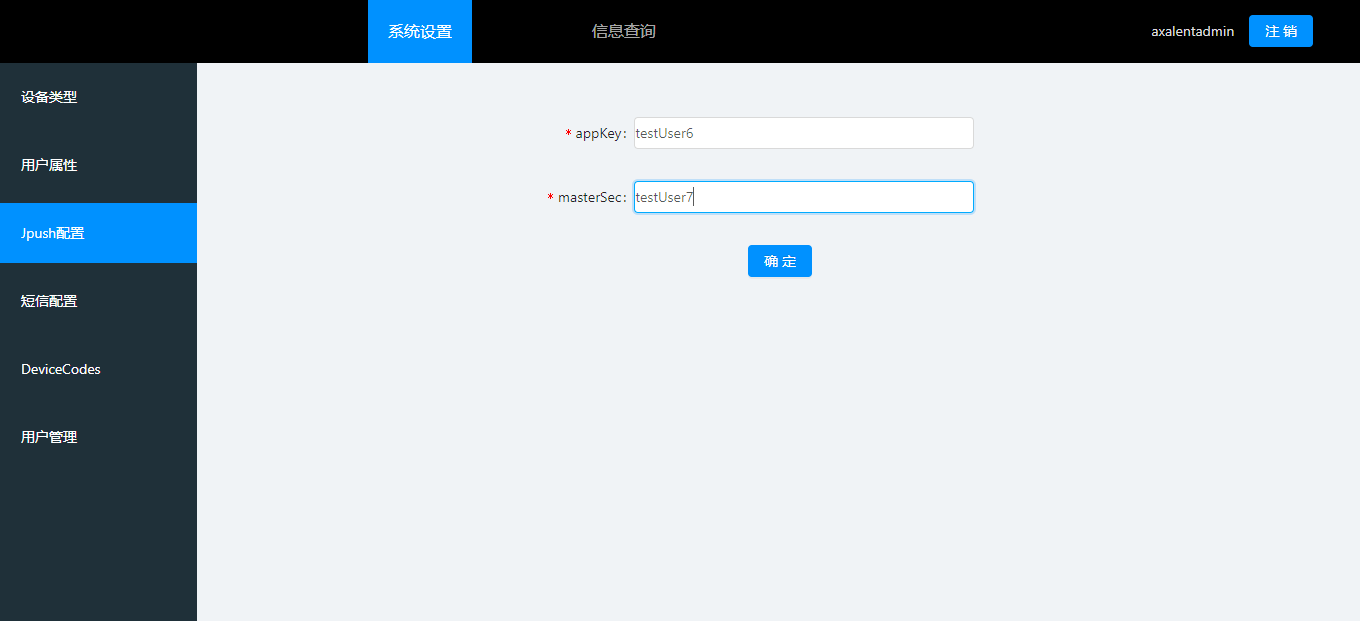 系统设置 信息查询 axalentadmin 注 销
设备类型
用户属性
Jpush配置
短信配置
DeviceCodes
用户管理
* appKey: testUser6
* masterSec: testUser7
确 定